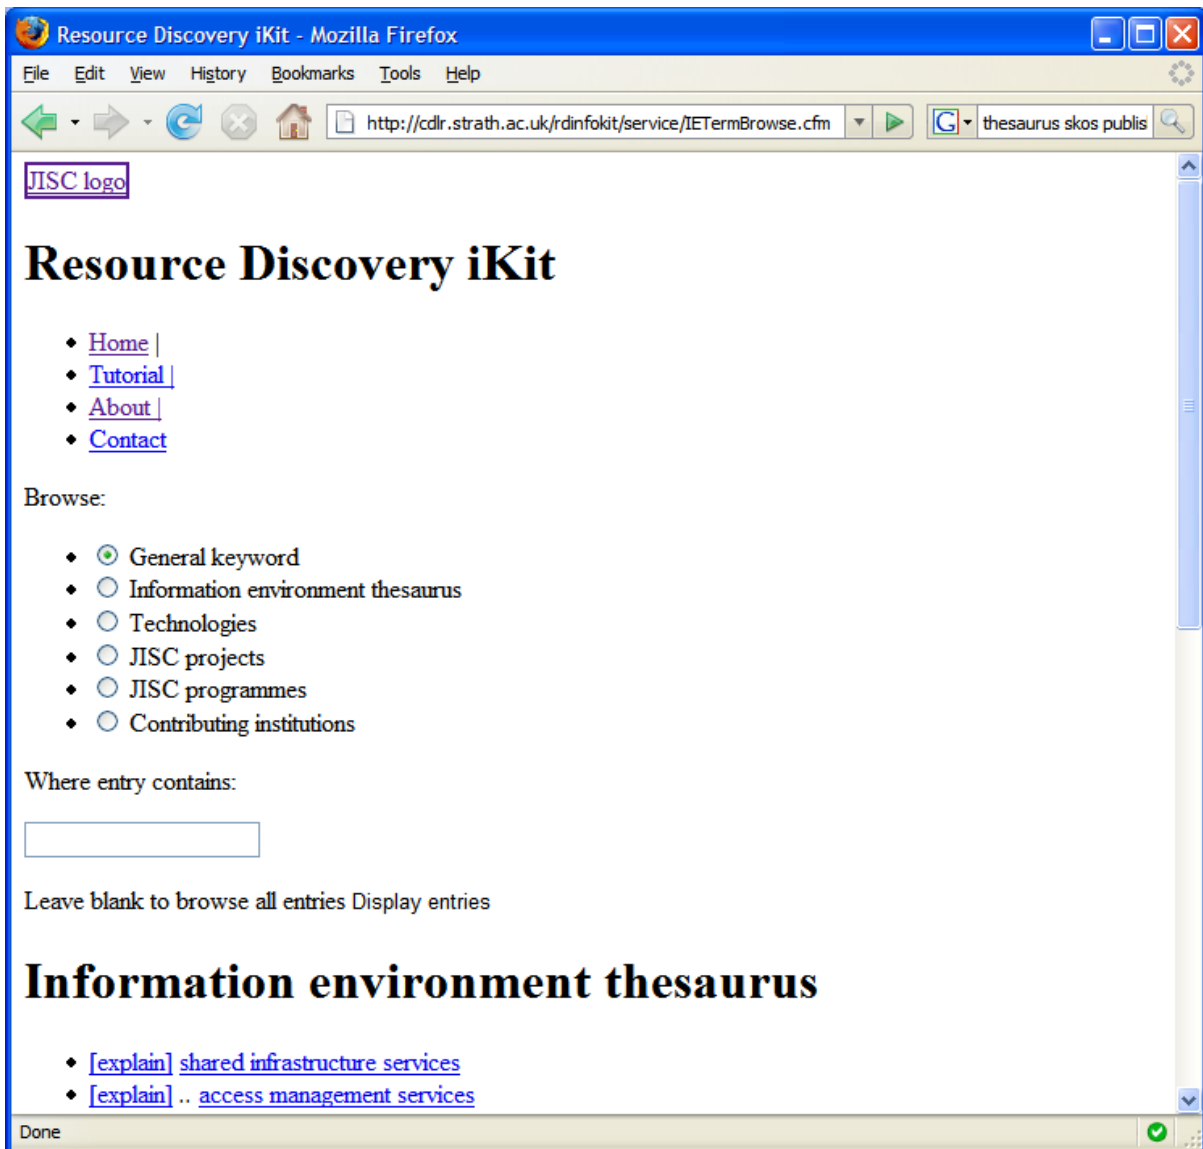 Resource Discovery iKit - Mozilla Firefox
File Edit View History Bookmarks Tools Help
http://cdlr.strath.ac.uk/rdinfokit/service/IETermBrowse.cfm G thesaurus skos publis
JISC logo
Resource Discovery iKit
Home |
Tutorial |
About |
Contact
Browse:
General keyword
Information environment thesaurus
Technologies
JISC projects
JISC programmes
Contributing institutions
Where entry contains:
Leave blank to browse all entries Display entries
Information environment thesaurus
[explain] shared infrastructure services
[explain] .. access management services
Done